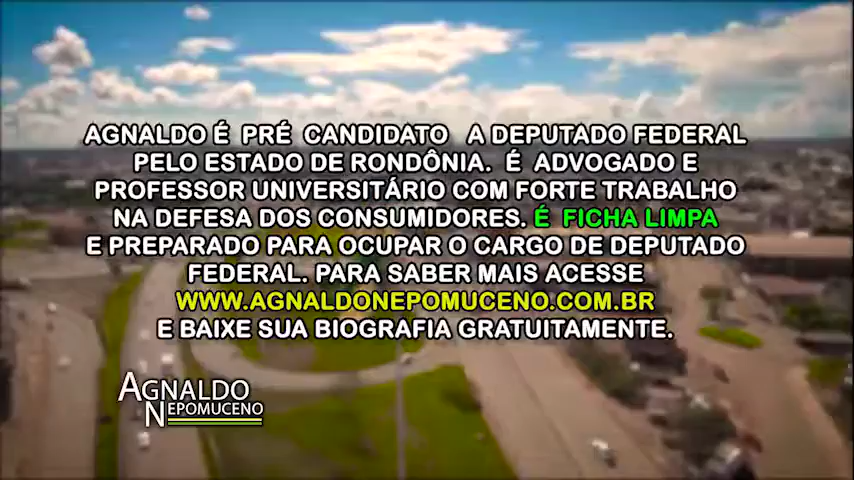 AGNALDO É PRÉ CANDIDATO A DEPUTADO FEDERAL
PELO ESTADO DE RONDÔNIA. É ADVOGADO E
PROFESSOR UNIVERSITÁRIO COM FORTE TRABALHO
NA DEFESA DOS CONSUMIDORES. É FICHA LIMPA
E PREPARADO PARA OCUPAR O CARGO DE DEPUTADO
FEDERAL. PARA SABER MAIS ACESSE
WWW.AGNALDONEPOMUCENO.COM.BR
E BAIXE SUA BIOGRAFIA GRATUITAMENTE.
AGNALDO
NEPOMUCENO